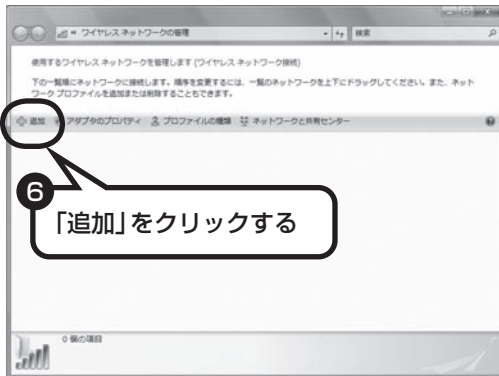 ワイヤレス ネットワークの管理
検索
使用するワイヤレス ネットワークを管理します (ワイヤレス ネットワーク接続)
下の一覧順にネットワークに接続します。順序を変更するには、一覧のネットワークを上下にドラッグしてください。また、ネット
ワーク プロファイルを追加または削除することもできます。
追加 アダプタのプロパティ プロファイルの種類 ネットワークと共有センター
6
「追加」をクリックする
0 個の項目